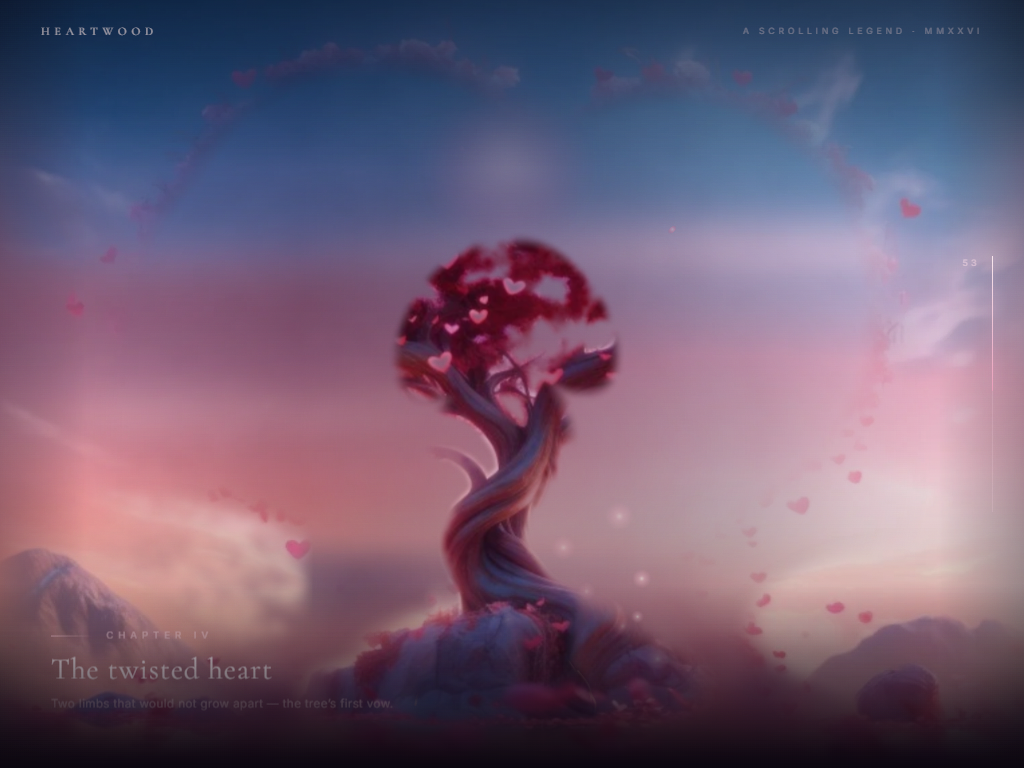 HEARTWOOD
A SCROLLING LEGEND - MMXXVI
53
CHAPTER IV
The twisted heart
Two limbs that would not grow apart — the tree's first vow.